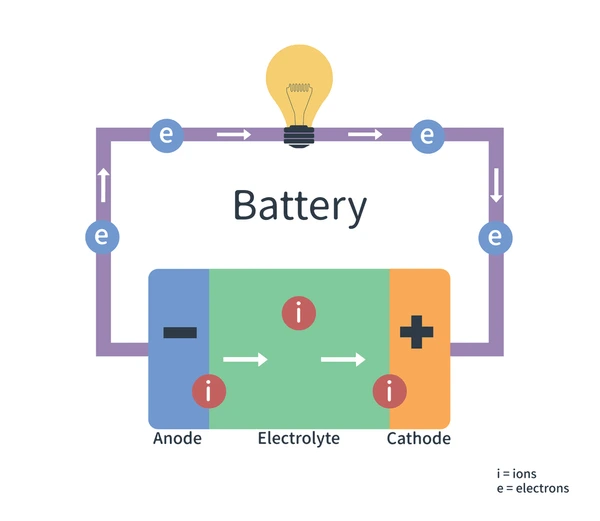 e
e
Battery
e
e
i
i
i
Anode
Electrolyte
Cathode
i = ions
e = electrons